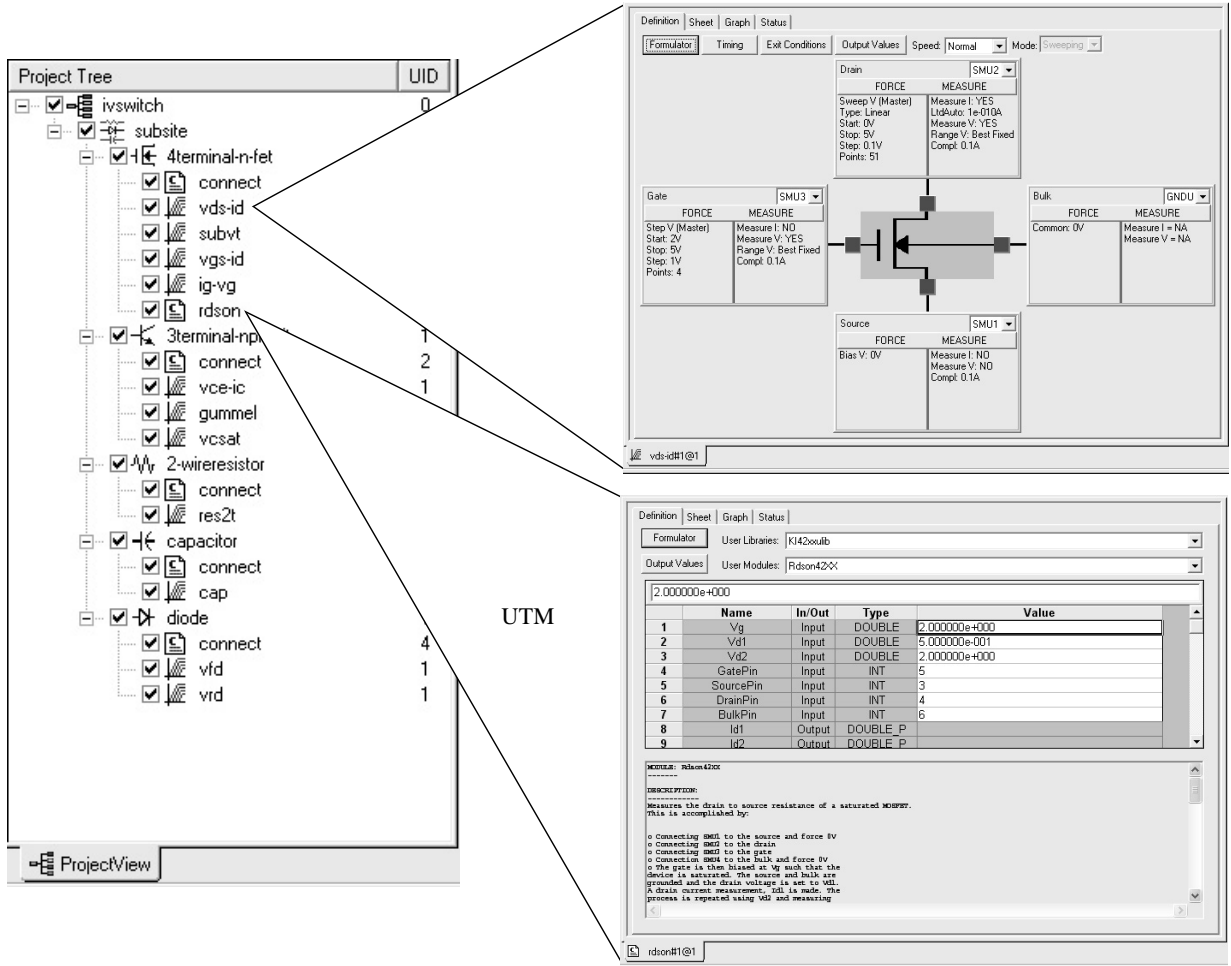 Project Tree UID
ivswitch 0
subsite
4terminal-n-fet
connect
vds-id
subvt
vgs-id
ig-vg
rdson
3terminal-np 1
connect 2
vce-ic 1
gummel
vcsat
2-wireresistor
connect
res2t
capacitor
connect
cap
diode
connect 4
vfd 1
vrd 1
ProjectView
Definition Sheet Graph Status
Formulator Timing Exit Conditions Output Values Speed: Normal Mode: Sweeping
Drain SMU2
FORCE MEASURE
Sweep V (Master) Measure I: YES
Type: Linear LtdAuto: 1e-010A
Start: 0V Measure V: YES
Stop: 5V Range V: Best Fixed
Step: 0.1V Compl: 0.1A
Points: 51
Gate SMU3
FORCE MEASURE
Step V (Master) Measure I: NO
Start: 2V Measure V: YES
Stop: 5V Range V: Best Fixed
Step: 1V Compl: 0.1A
Points: 4
Bulk GNDU
FORCE MEASURE
Common: 0V Measure I = NA
Measure V = NA
Source SMU1
FORCE MEASURE
Bias V: 0V Measure I: NO
Measure V: NO
Compl: 0.1A
vds-id#1@1
UTM
Definition Sheet Graph Status
Formulator User Libraries: KI42xxulib
Output Values User Modules: Rdson42XX
2.000000e+000
Name In/Out Type Value
1 Vg Input DOUBLE 2.000000e+000
2 Vd1 Input DOUBLE 5.000000e-001
3 Vd2 Input DOUBLE 2.000000e+000
4 GatePin Input INT 5
5 SourcePin Input INT 3
6 DrainPin Input INT 4
7 BulkPin Input INT 6
8 Id1 Output DOUBLE_P
9 Id2 Output DOUBLE_P
MODULE: Rdson42XX
-------
DESCRIPTION:
------------
Measures the drain to source resistance of a saturated MOSFET.
This is accomplished by:
o Connecting SMU1 to the source and force 0V
o Connecting SMU2 to the drain
o Connecting SMU3 to the gate
o Connection SMU4 to the bulk and force 0V
o The gate is then biased at Vg such that the
device is saturated. The source and bulk are
grounded and the drain voltage is set to Vd1.
A drain current measurement, Id1 is made. The
process is repeated using Vd2 and measuring
rdson#1@1